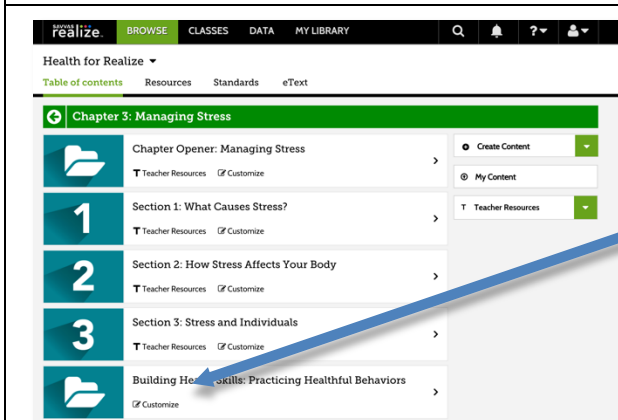 SAVVAS
realize.
BROWSE CLASSES DATA MY LIBRARY ?
Health for Realize
Table of contents Resources Standards eText
Chapter 3: Managing Stress
Chapter Opener: Managing Stress
T Teacher Resources Customize
Create Content
My Content
T Teacher Resources
1
Section 1: What Causes Stress?
T Teacher Resources Customize
2
Section 2: How Stress Affects Your Body
T Teacher Resources Customize
3
Section 3: Stress and Individuals
T Teacher Resources Customize
Building Health Skills: Practicing Healthful Behaviors
Customize